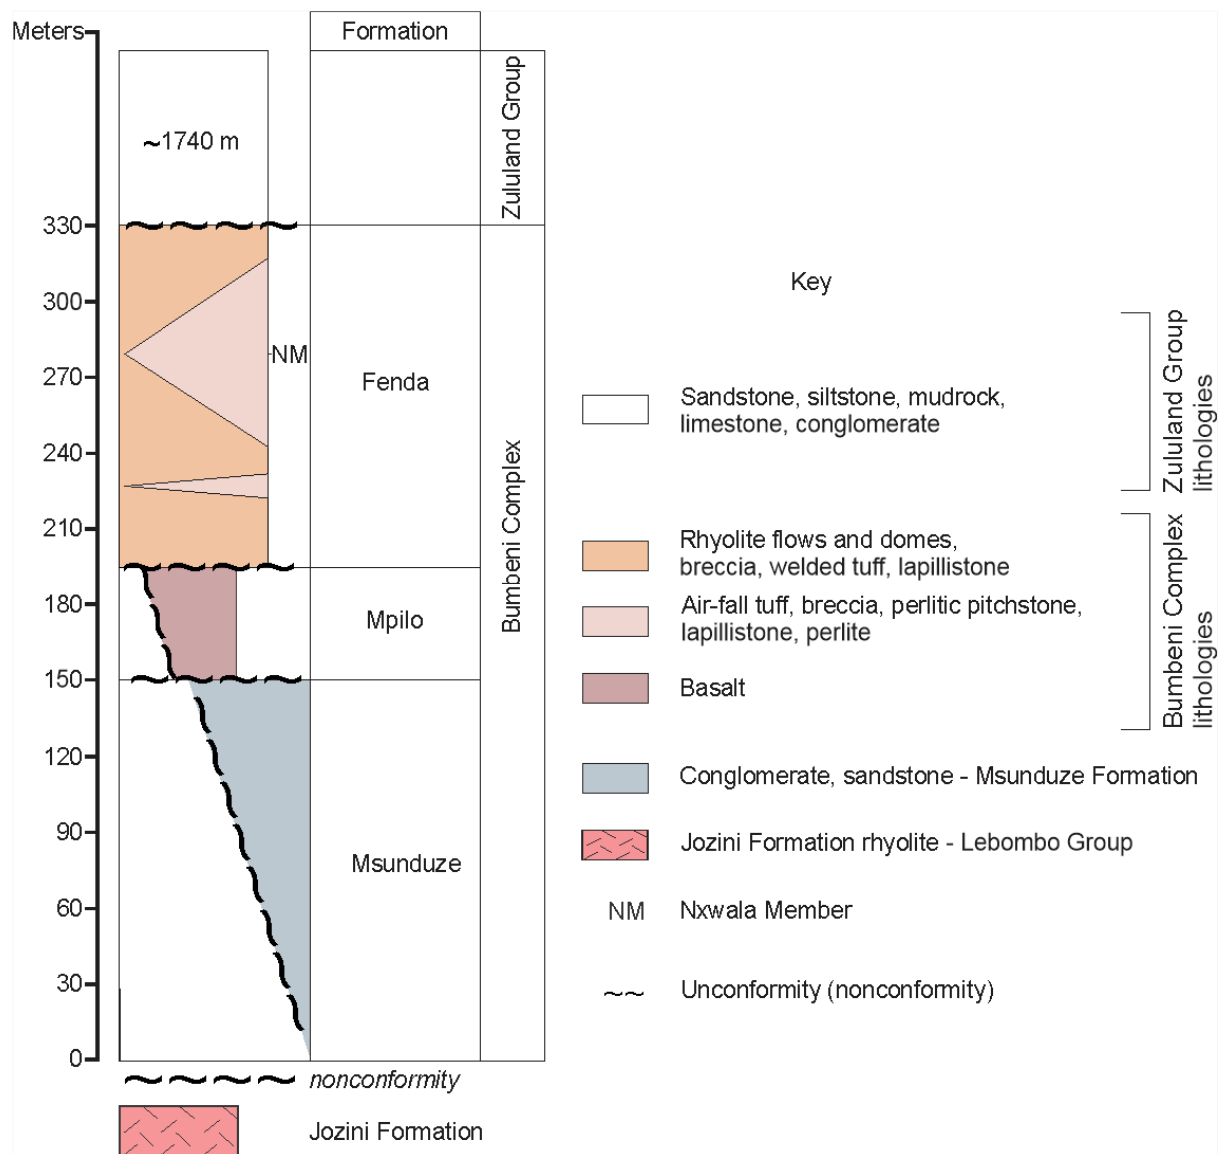 Meters
Formation
~1740 m
Zululand Group
330
300
NM
270
Fenda
240
210
Bumbeni Complex
180
Mpilo
150
120
90
Msunduze
60
30
0
nonconformity
Jozini Formation
Key
Sandstone, siltstone, mudrock,
limestone, conglomerate
Zululand Group
lithologies
Rhyolite flows and domes,
breccia, welded tuff, lapillistone
Air-fall tuff, breccia, perlitic pitchstone,
lapillistone, perlite
Basalt
Bumbeni Complex
lithologies
Conglomerate, sandstone - Msunduze Formation
Jozini Formation rhyolite - Lebombo Group
NM Nxwala Member
~~ Unconformity (nonconformity)